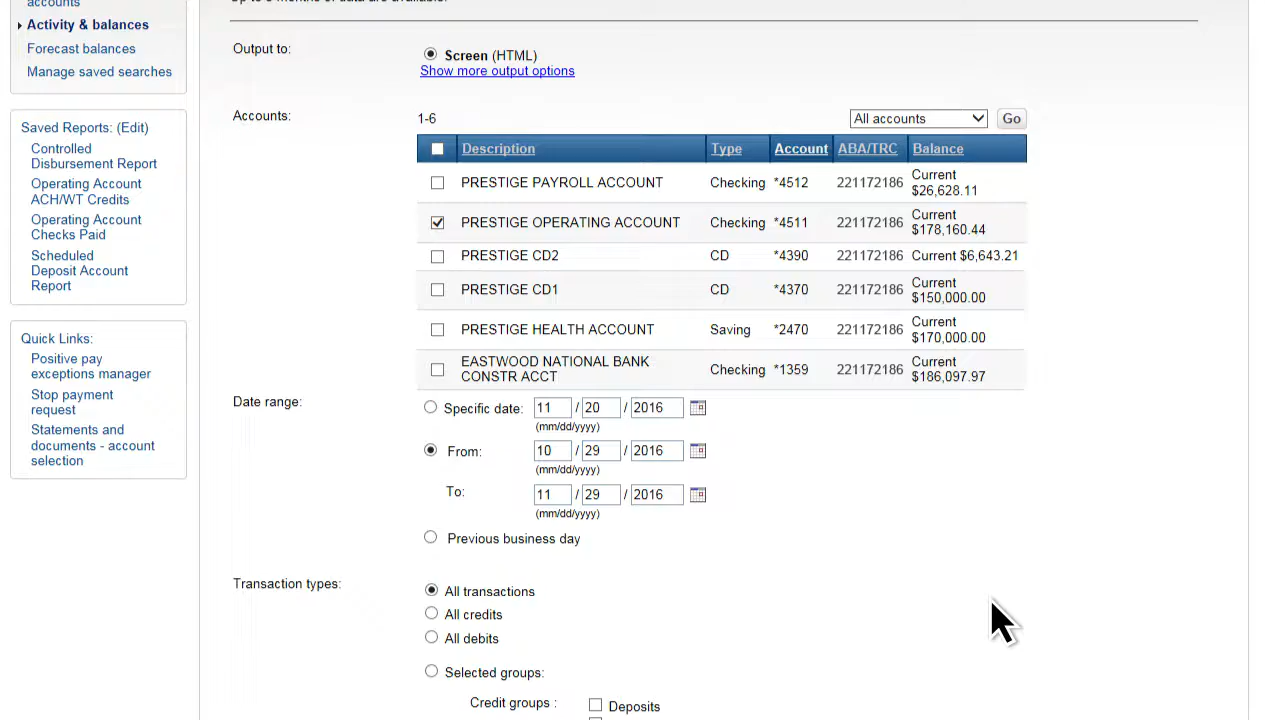 accounts
Activity & balances
Forecast balances
Manage saved searches
Saved Reports: (Edit)
Controlled
Disbursement Report
Operating Account
ACH/WT Credits
Operating Account
Checks Paid
Scheduled
Deposit Account
Report
Quick Links:
Positive pay
exceptions manager
Stop payment
request
Statements and
documents - account
selection
Output to:
Screen (HTML)
Show more output options
Accounts:
1-6
All accounts
Go
Description Type Account ABA/TRC Balance
PRESTIGE PAYROLL ACCOUNT Checking *4512 221172186 Current
$26,628.11
PRESTIGE OPERATING ACCOUNT Checking *4511 221172186 Current
$178,160.44
PRESTIGE CD2 CD *4390 221172186 Current $6,643.21
PRESTIGE CD1 CD *4370 221172186 Current
$150,000.00
PRESTIGE HEALTH ACCOUNT Saving *2470 221172186 Current
$170,000.00
EASTWOOD NATIONAL BANK
CONSTR ACCT Checking *1359 221172186 Current
$186,097.97
Date range:
Specific date: 11 / 20 / 2016
(mm/dd/yyyy)
From: 10 / 29 / 2016
(mm/dd/yyyy)
To: 11 / 29 / 2016
(mm/dd/yyyy)
Previous business day
Transaction types:
All transactions
All credits
All debits
Selected groups:
Credit groups :
Deposits